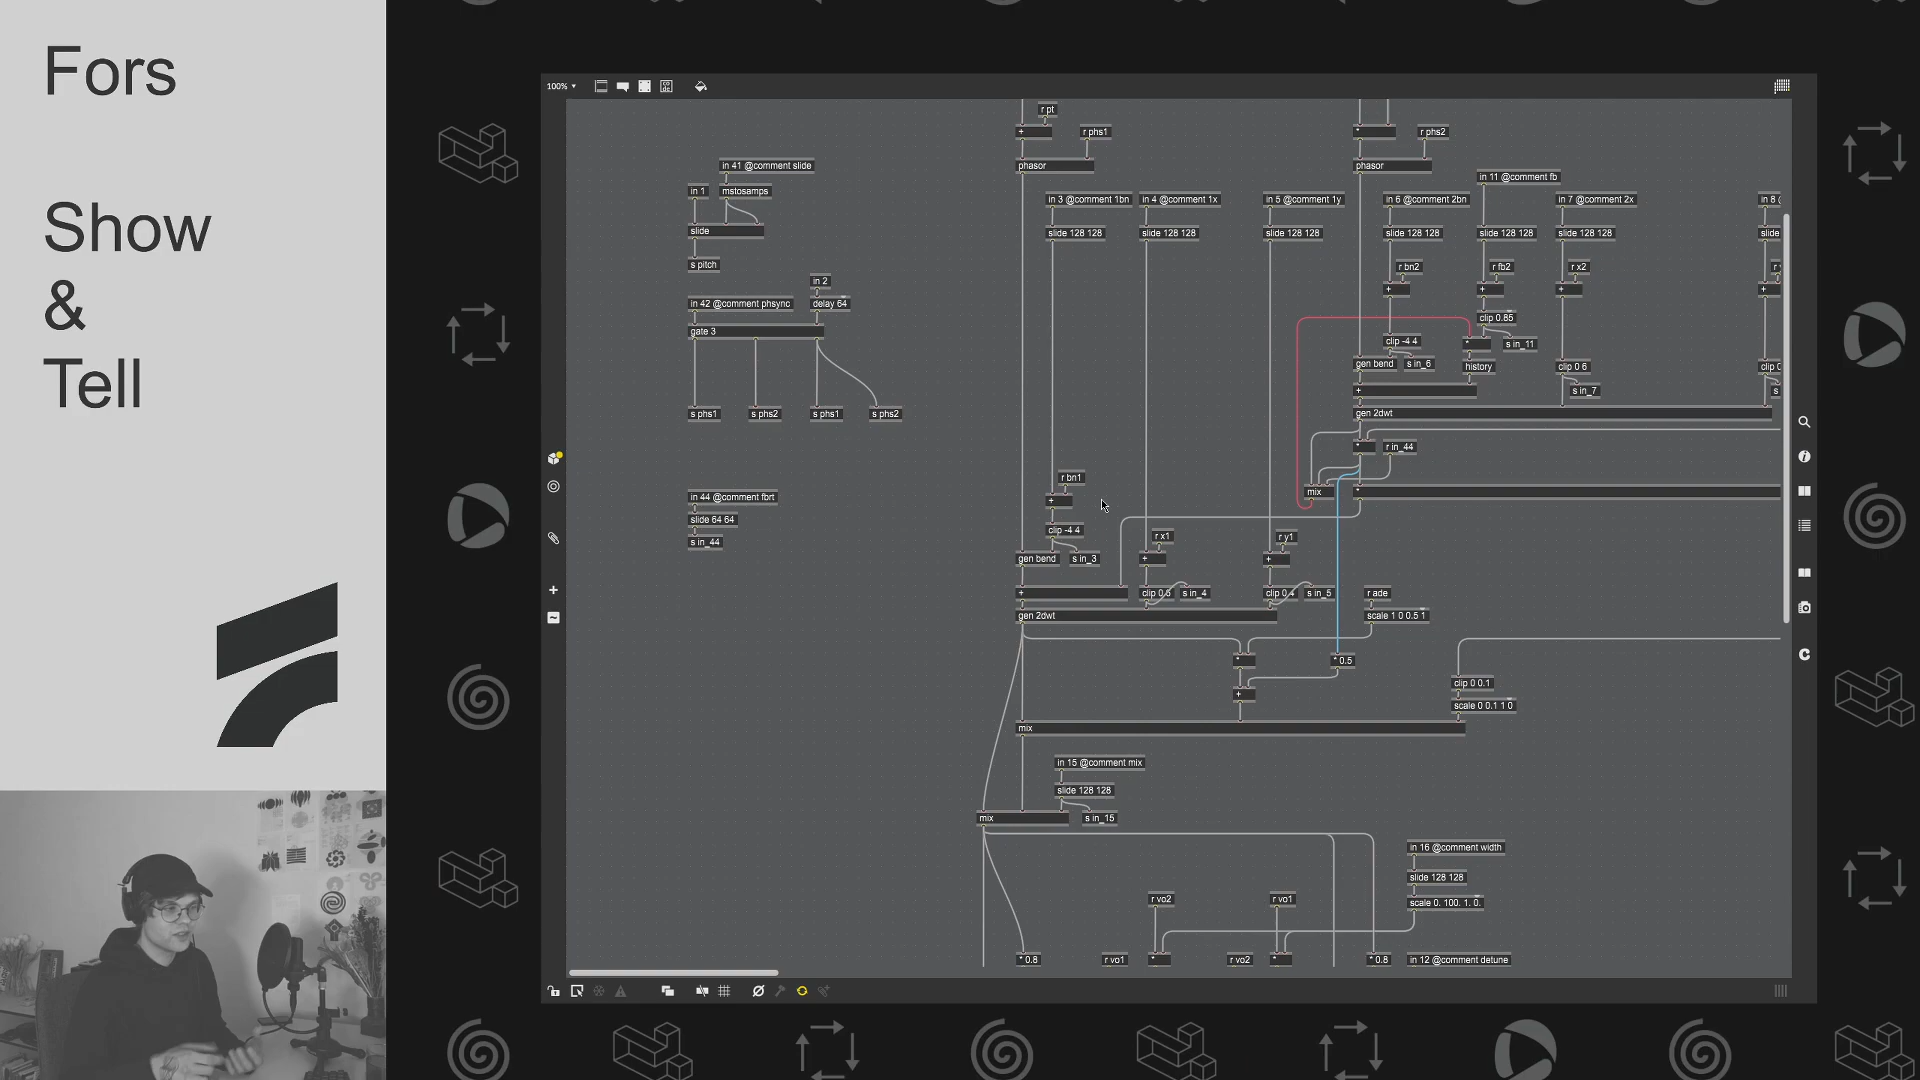 Fors
Show
&
Tell
100%
r pt
+
r phs1
*
r phs2
phasor
phasor
in 41 @comment slide
in 11 @comment fb
in 1
mstosamps
in 3 @comment 1bn
in 4 @comment 1x
in 5 @comment 1y
in 6 @comment 2bn
in 7 @comment 2x
in 8
slide
slide 128 128
slide 128 128
slide 128 128
slide 128 128
slide 128 128
slide 128 128
slide
s pitch
r bn2
r fb2
r x2
in 2
+
+
+
+
in 42 @comment phsync
delay 64
clip 0.85
gate 3
clip -4 4
*
s in_11
gen bend
s in_6
history
clip 0 6
clip 0
+
s in_7
s
s phs1
s phs2
s phs1
s phs2
gen 2dwt
*
r in_44
r bn1
mix
*
in 44 @comment fbrt
+
slide 64 64
clip -4 4
r x1
r y1
s in_44
gen bend
s in_3
+
+
+
s in_4
s in_5
r ade
gen 2dwt
scale 1 0 0.5 1
*
* 0.5
+
clip 0 0.1
scale 0 0.1 1 0
mix
in 15 @comment mix
slide 128 128
mix
s in_15
in 16 @comment width
slide 128 128
r vo2
r vo1
scale 0. 100. 1. 0.
* 0.8
r vo1
*
r vo2
*
* 0.8
in 12 @comment detune